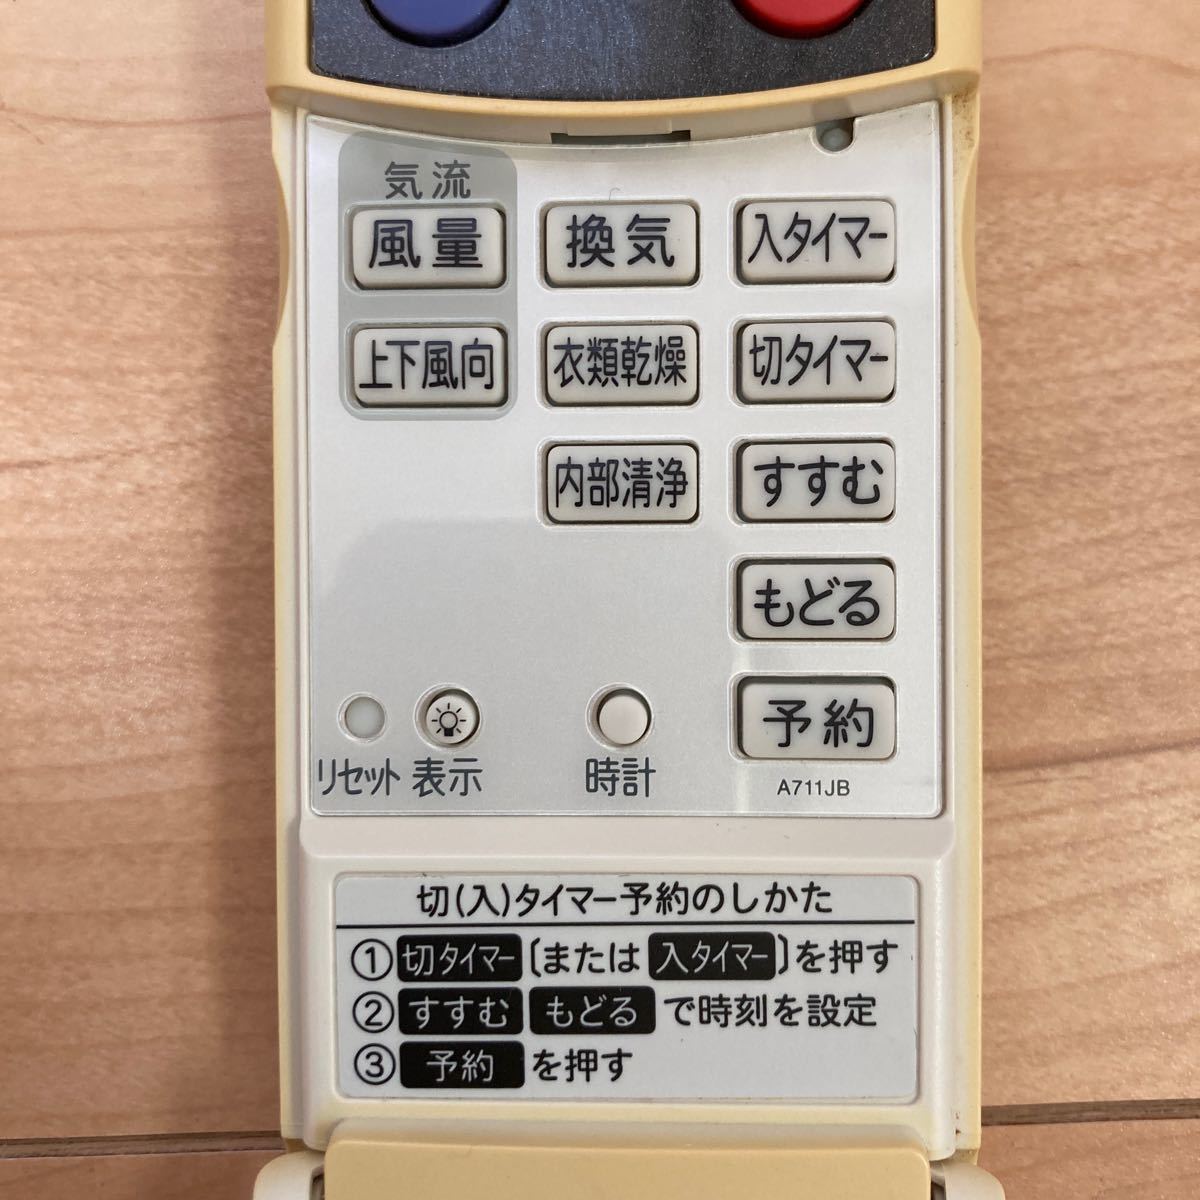 気流
風量 換気 入タイマー
上下風向 衣類乾燥 切タイマー
内部清浄 すすむ
もどる
予約
リセット 表示 時計 A711JB
切(入)タイマー予約のしかた
①切タイマー〔または入タイマー〕を押す
②すすむ もどる で時刻を設定
③予約 を押す